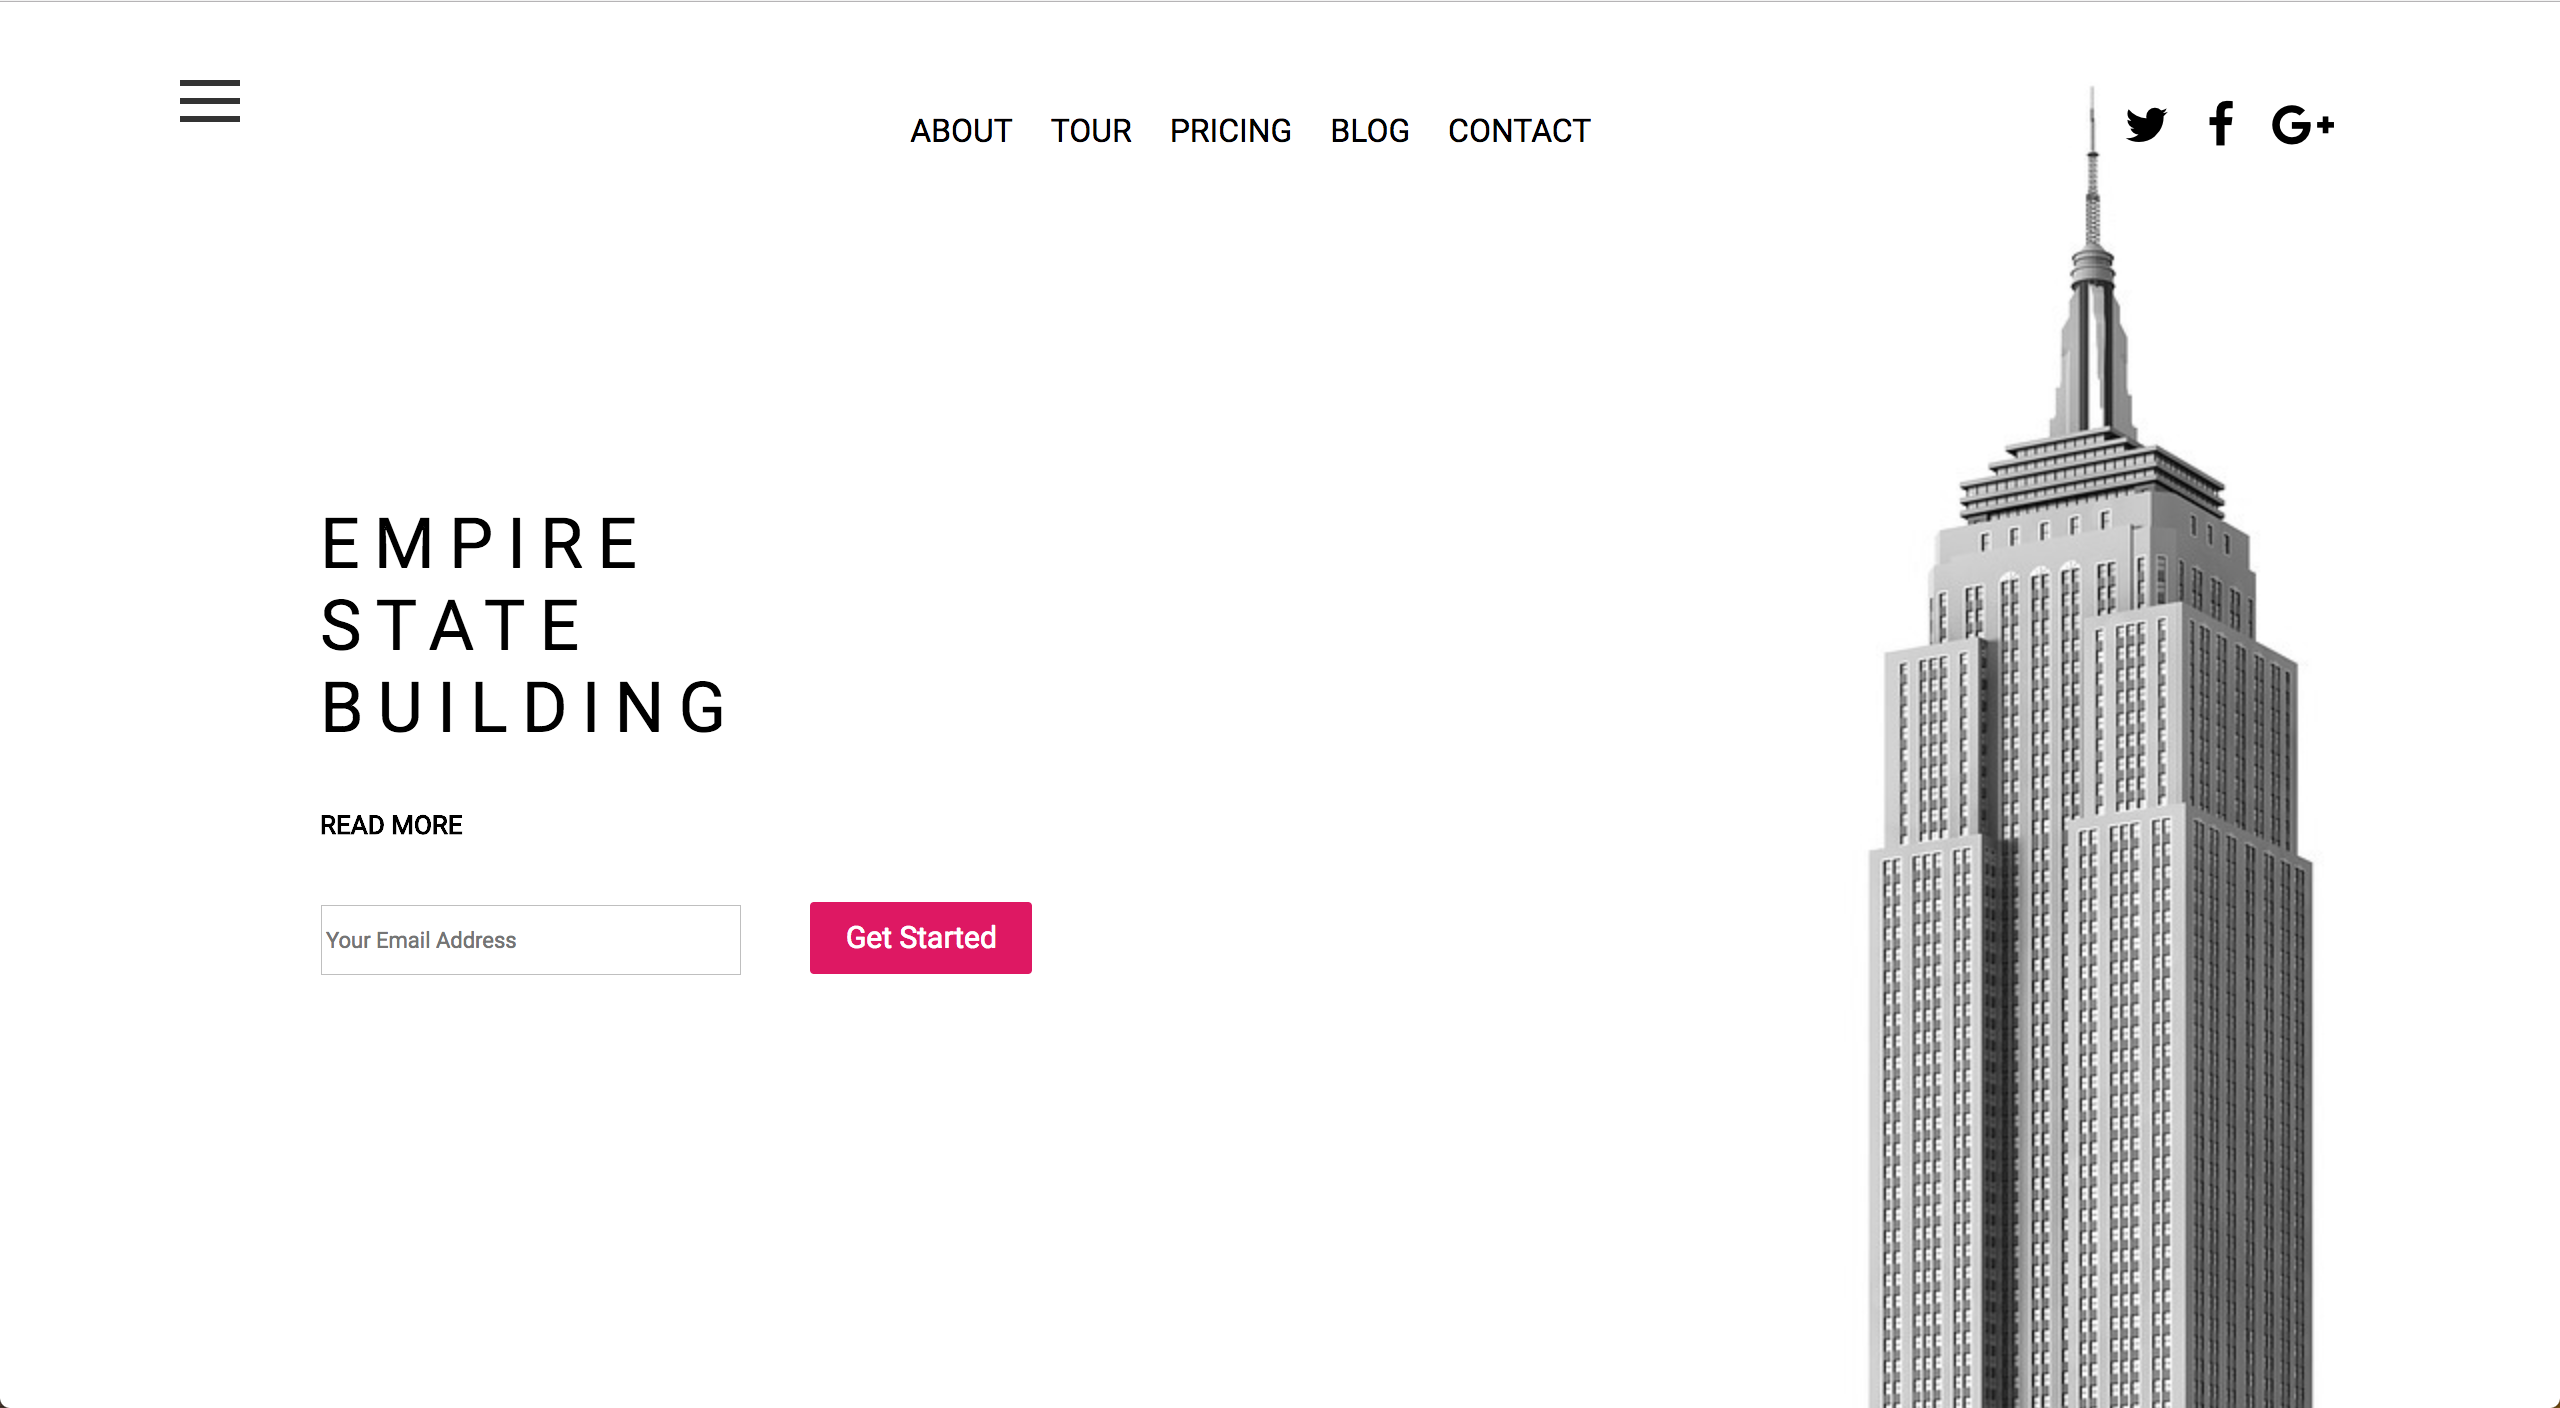 ABOUT TOUR PRICING BLOG CONTACT
G+
EMPIRE
STATE
BUILDING
READ MORE
Your Email Address
Get Started